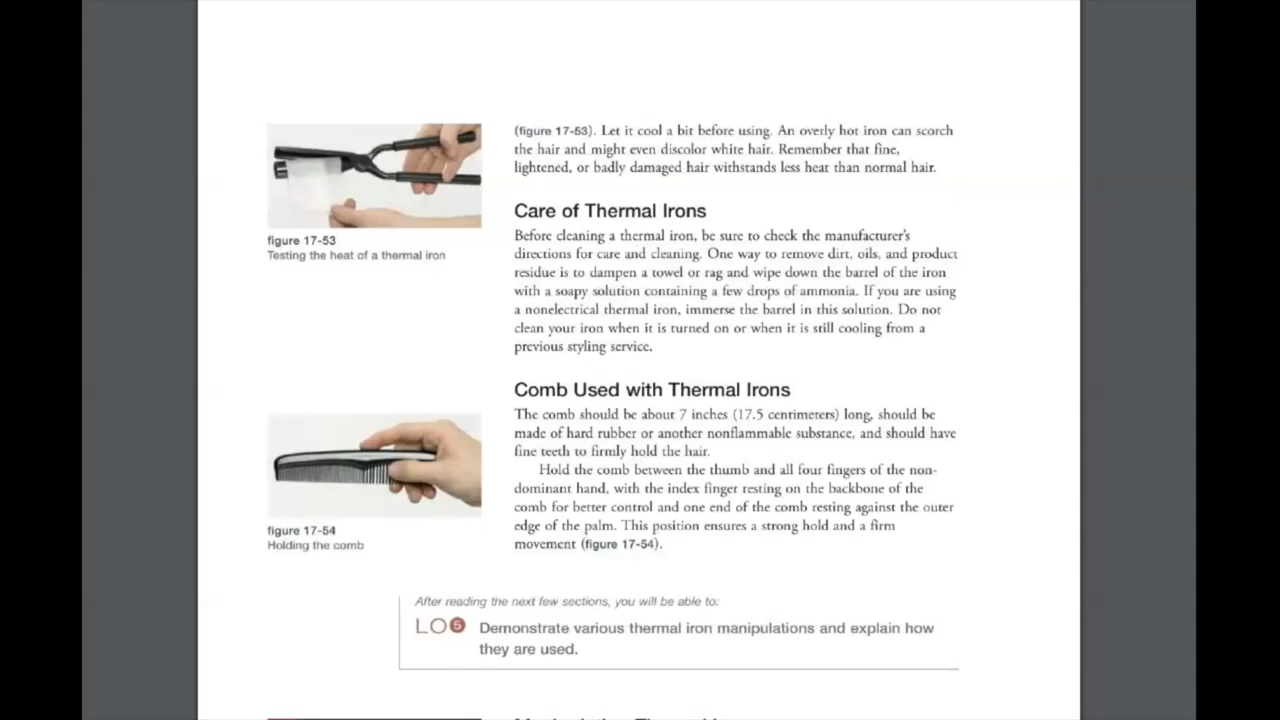 (figure 17-53). Let it cool a bit before using. An overly hot iron can scorch
the hair and might even discolor white hair. Remember that fine,
lightened, or badly damaged hair withstands less heat than normal hair.
figure 17-53
Testing the heat of a thermal iron
Care of Thermal Irons
Before cleaning a thermal iron, be sure to check the manufacturer's
directions for care and cleaning. One way to remove dirt, oils, and product
residue is to dampen a towel or rag and wipe down the barrel of the iron
with a soapy solution containing a few drops of ammonia. If you are using
a nonelectrical thermal iron, immerse the barrel in this solution. Do not
clean your iron when it is turned on or when it is still cooling from a
previous styling service.
Comb Used with Thermal Irons
The comb should be about 7 inches (17.5 centimeters) long, should be
made of hard rubber or another nonflammable substance, and should have
fine teeth to firmly hold the hair.
Hold the comb between the thumb and all four fingers of the non-
dominant hand, with the index finger resting on the backbone of the
comb for better control and one end of the comb resting against the outer
edge of the palm. This position ensures a strong hold and a firm
movement (figure 17-54).
figure 17-54
Holding the comb
After reading the next few sections, you will be able to:
LO5 Demonstrate various thermal iron manipulations and explain how
they are used.